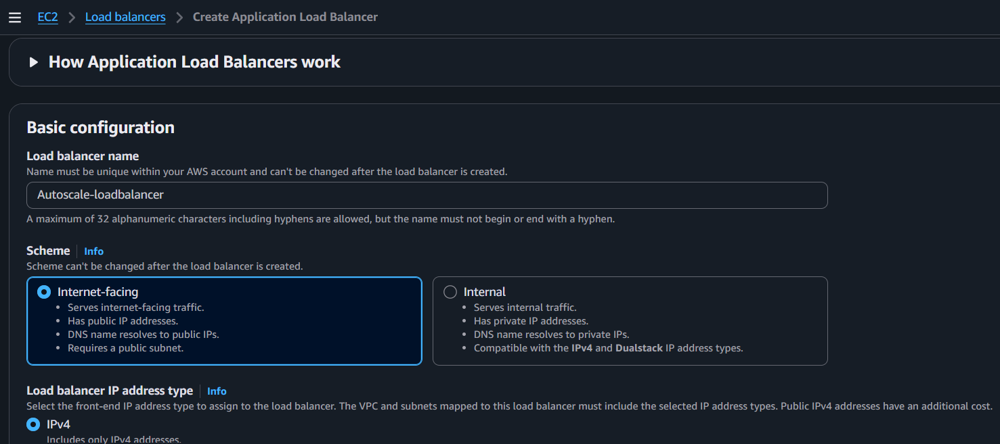 EC2 > Load balancers > Create Application Load Balancer
How Application Load Balancers work
Basic configuration
Load balancer name
Name must be unique within your AWS account and can't be changed after the load balancer is created.
Autoscale-loadbalancer
A maximum of 32 alphanumeric characters including hyphens are allowed, but the name must not begin or end with a hyphen.
Scheme | Info
Scheme can't be changed after the load balancer is created.
Internet-facing
• Serves internet-facing traffic.
• Has public IP addresses.
• DNS name resolves to public IPs.
• Requires a public subnet.
Internal
• Serves internal traffic.
• Has private IP addresses.
• DNS name resolves to private IPs.
• Compatible with the IPv4 and Dualstack IP address types.
Load balancer IP address type | Info
Select the front-end IP address type to assign to the load balancer. The VPC and subnets mapped to this load balancer must include the selected IP address types. Public IPv4 addresses have an additional cost.
IPv4
Includes only IPv4 addresses.